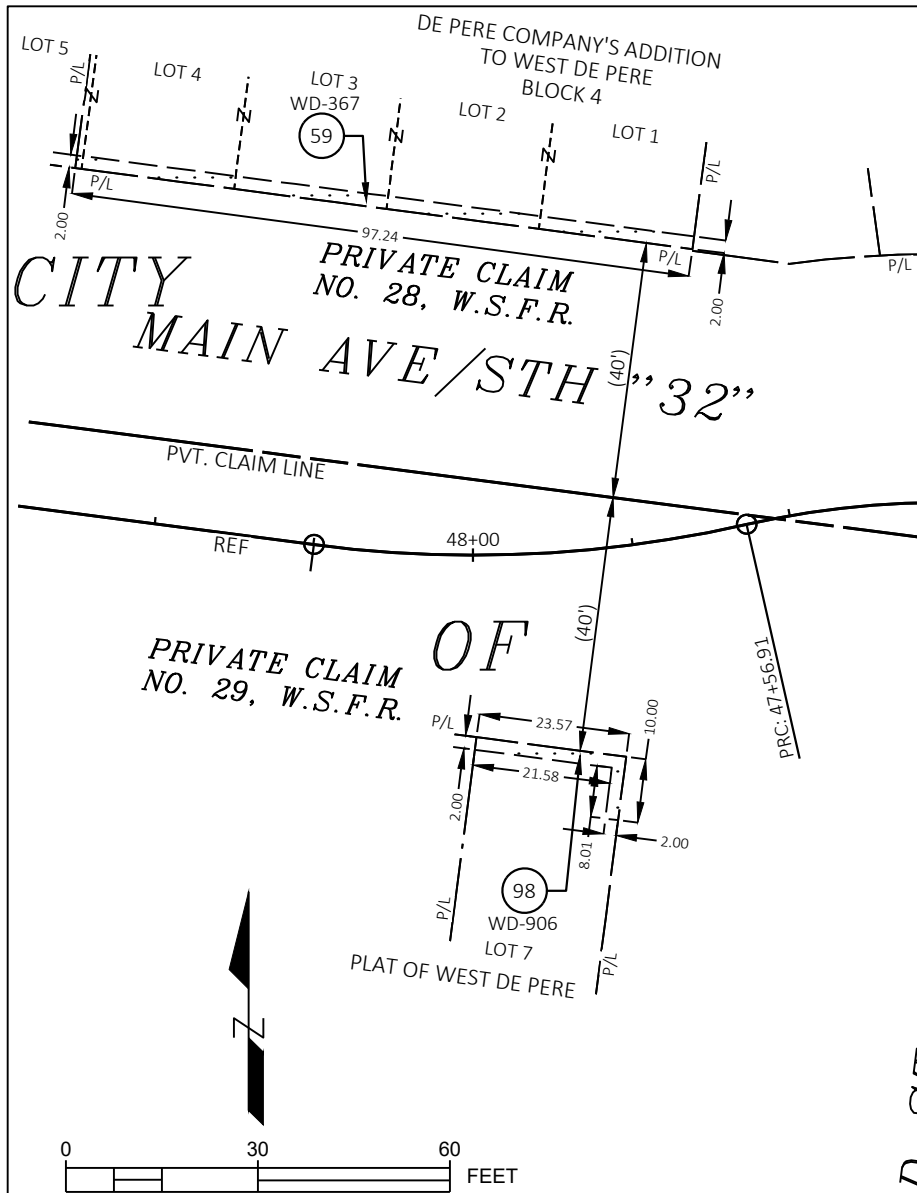 DE PERE COMPANY'S ADDITION
TO WEST DE PERE
BLOCK 4
LOT 5
LOT 4
LOT 3
WD-367
59
LOT 2
LOT 1
P/L
P/L
P/L
P/L
P/L
2.00
97.24
2.00
PRIVATE CLAIM
NO. 28, W.S.F.R.
CITY
MAIN AVE/STH "32"
(40')
PVT. CLAIM LINE
REF
48+00
(40')
OF
PRIVATE CLAIM
NO. 29, W.S.F.R.
PRC: 47+56.91
P/L
23.57
10.00
21.58
2.00
8.01
2.00
98
WD-906
P/L
LOT 7
P/L
PLAT OF WEST DE PERE
N
0 30 60
FEET